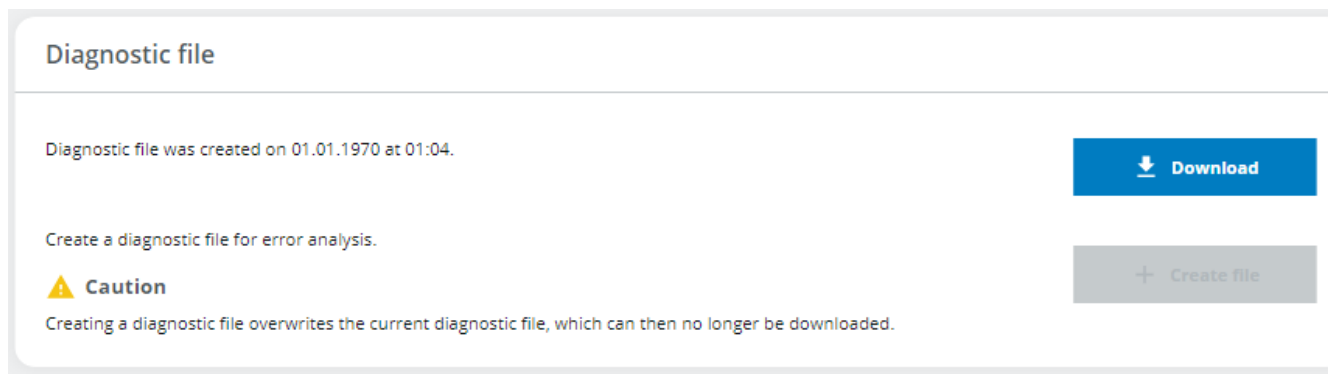 Diagnostic file
Diagnostic file was created on 01.01.1970 at 01:04.
Download
Create a diagnostic file for error analysis.
Create file
Caution
Creating a diagnostic file overwrites the current diagnostic file, which can then no longer be downloaded.